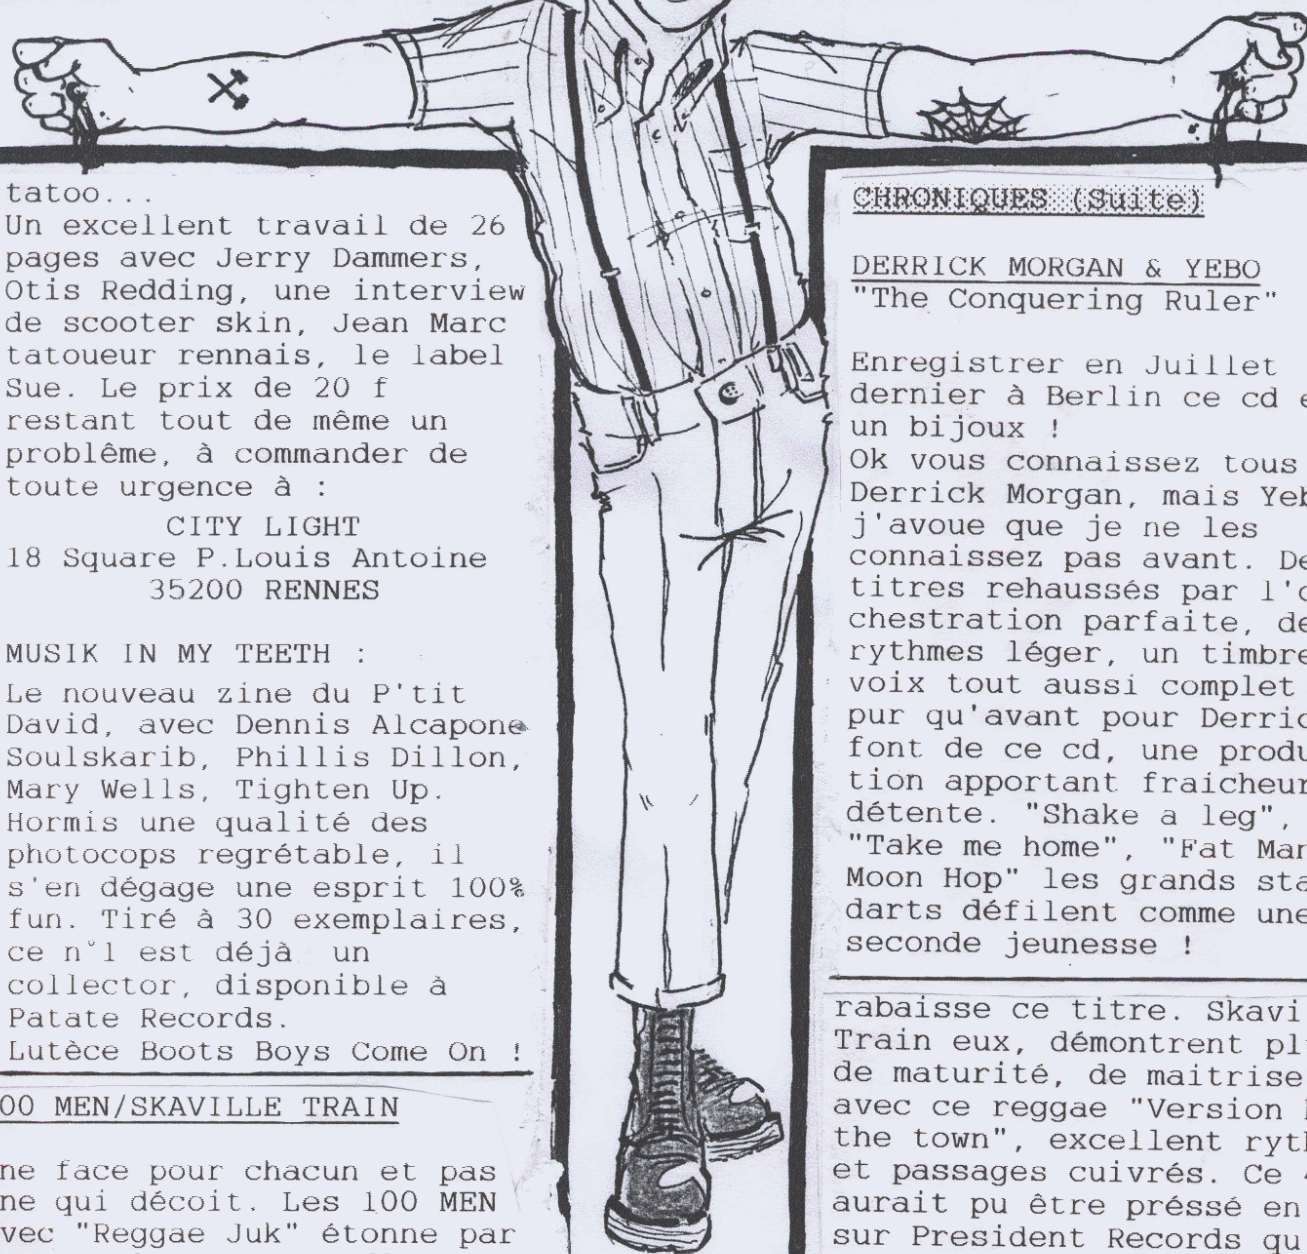 tatoo...
Un excellent travail de 26
pages avec Jerry Dammers,
Otis Redding, une interview
de scooter skin, Jean Marc
tatoueur rennais, le label
Sue. Le prix de 20 f
restant tout de même un
problême, à commander de
toute urgence à :
CITY LIGHT
18 Square P.Louis Antoine
35200 RENNES
MUSIK IN MY TEETH :
Le nouveau zine du P'tit
David, avec Dennis Alcapone
Soulskarib, Phillis Dillon,
Mary Wells, Tighten Up.
Hormis une qualité des
photocops regrétable, il
s'en dégage une esprit 100%
fun. Tiré à 30 exemplaires,
ce n°1 est déjà un
collector, disponible à
Patate Records.
Lutèce Boots Boys Come On !
00 MEN/SKAVILLE TRAIN
ne face pour chacun et pas
ne qui décoit. Les 100 MEN
vec "Reggae Juk" étonne par
CHRONIQUES (Suite)
DERRICK MORGAN & YEBO
"The Conquering Ruler"
Enregistrer en Juillet
dernier à Berlin ce cd
un bijoux !
Ok vous connaissez tous
Derrick Morgan, mais
j'avoue que je ne les
connaissez pas avant.
titres rehaussés par
chestration parfaite,
rythmes léger, un timbre
voix tout aussi complet
pur qu'avant pour
font de ce cd, une
tion apportant fraicheur
détente. "Shake a leg",
"Take me home", "Fat
Moon Hop" les grands
darts défilent comme une
seconde jeunesse !
rabaisse ce titre.
Train eux, démontrent
de maturité, de maitrise
avec ce reggae "Version
the town", excellent
et passages cuivrés. Ce
aurait pu être préssé en
sur President Records